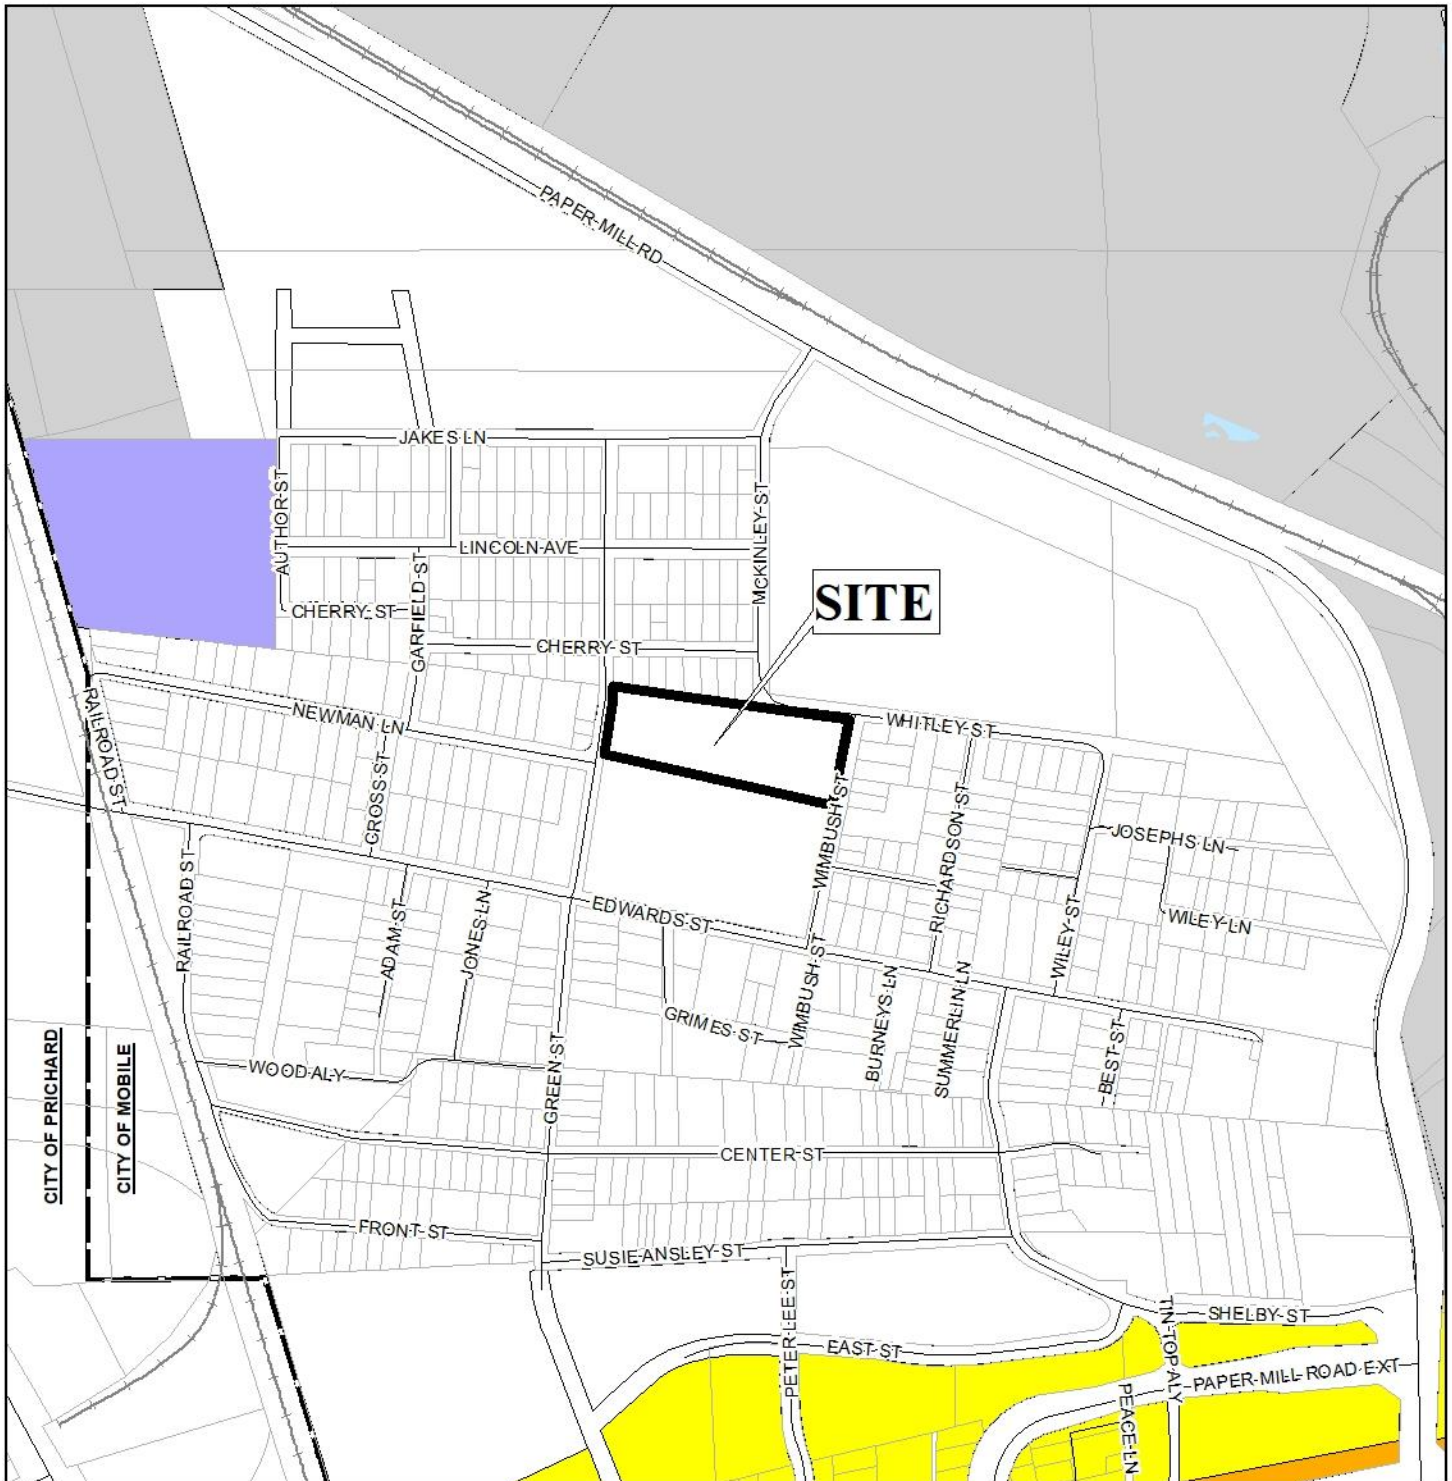 PAPER MILL RD
JAKES LN
AUTHOR ST
MCKINLEY ST
LINCOLN AVE
GARFIELD ST
SITE
CHERRY ST
CHERRY ST
RAILROAD ST
NEWMAN LN
WHITLEY ST
CROSS ST
WIMBUSH ST
RICHARDSON ST
JOSEPHS LN
RAILROAD ST
ADAM ST
JONES LN
EDWARDS ST
WILEY ST
WILEY LN
GRIMES ST
WIMBUSH ST
BURNEYS LN
SUMMERLIN LN
BEST ST
CITY OF PRICHARD
CITY OF MOBILE
WOOD ALY
GREEN ST
CENTER ST
FRONT ST
SUSIE ANSLEY ST
PETER LEE ST
EAST ST
TIN TOP ALY
SHELBY ST
PAPER MILL ROAD EXT
PEACE LN